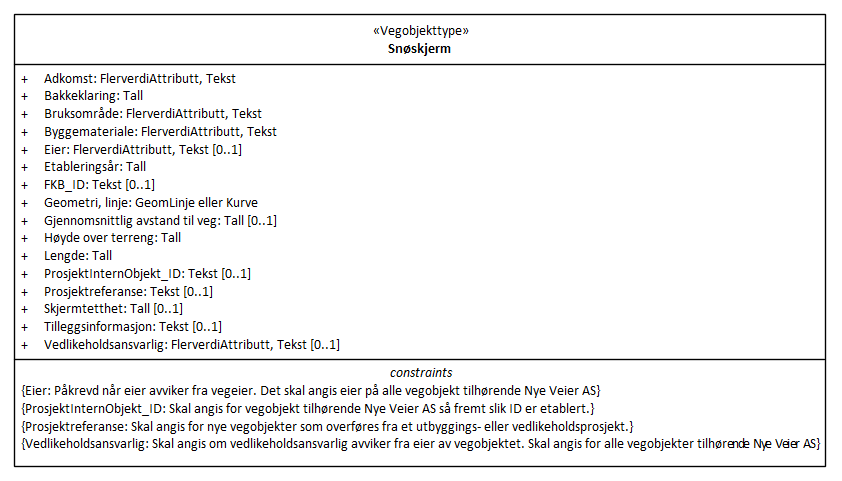 «Vegobjekttype»
Snøskjerm
+ Adkomst: FlerverdiAttributt, Tekst
+ Bakkeklaring: Tall
+ Bruksområde: FlerverdiAttributt, Tekst
+ Byggemateriale: FlerverdiAttributt, Tekst
+ Eier: FlerverdiAttributt, Tekst [0..1]
+ Etableringsår: Tall
+ FKB_ID: Tekst [0..1]
+ Geometri, linje: GeomLinje eller Kurve
+ Gjennomsnittlig avstand til veg: Tall [0..1]
+ Høyde over terreng: Tall
+ Lengde: Tall
+ ProsjektInternObjekt_ID: Tekst [0..1]
+ Prosjektreferanse: Tekst [0..1]
+ Skjermtetthet: Tall [0..1]
+ Tilleggsinformasjon: Tekst [0..1]
+ Vedlikeholdsansvarlig: FlerverdiAttributt, Tekst [0..1]
constraints
{Eier: Påkrevd når eier avviker fra vegeier. Det skal angis eier på alle vegobjekt tilhørende Nye Veier AS}
{ProsjektInternObjekt_ID: Skal angis for vegobjekt tilhørende Nye Veier AS så fremt slik ID er etablert.}
{Prosjektreferanse: Skal angis for nye vegobjekter som overføres fra et utbyggings- eller vedlikeholdsprosjekt.}
{Vedlikeholdsansvarlig: Skal angis om vedlikeholdsansvarlig avviker fra eier av vegobjektet. Skal angis for alle vegobjekter tilhørende Nye Veier AS}